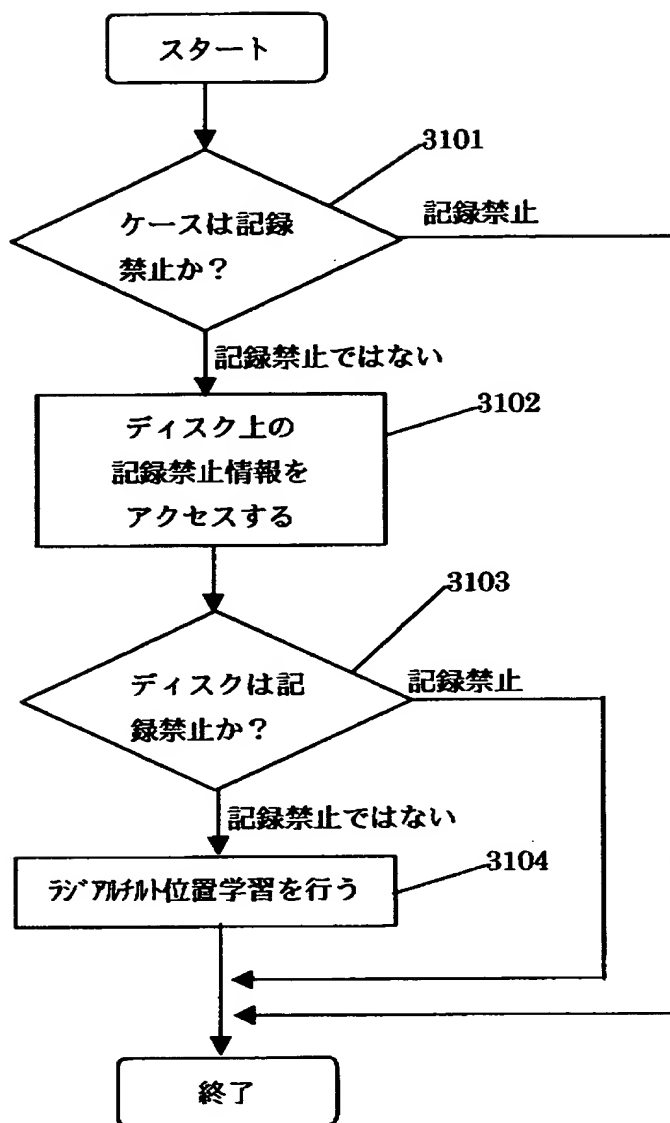 スタート
3101
ケースは記録
禁止か？
記録禁止
記録禁止ではない
3102
ディスク上の
記録禁止情報を
アクセスする
3103
ディスクは記
録禁止か？
記録禁止
記録禁止ではない
3104
ﾗｼﾞｱﾙﾁﾙﾄ位置学習を行う
終了